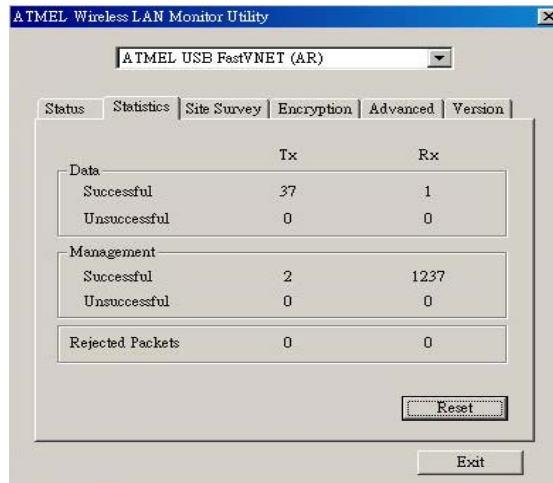 ATMEL Wireless LAN Monitor Utility
ATMEL USB FastVNET (AR)
Status Statistics Site Survey Encryption Advanced Version
Tx Rx
Data
Successful 37 1
Unsuccessful 0 0
Management
Successful 2 1237
Unsuccessful 0 0
Rejected Packets 0 0
Reset
Exit